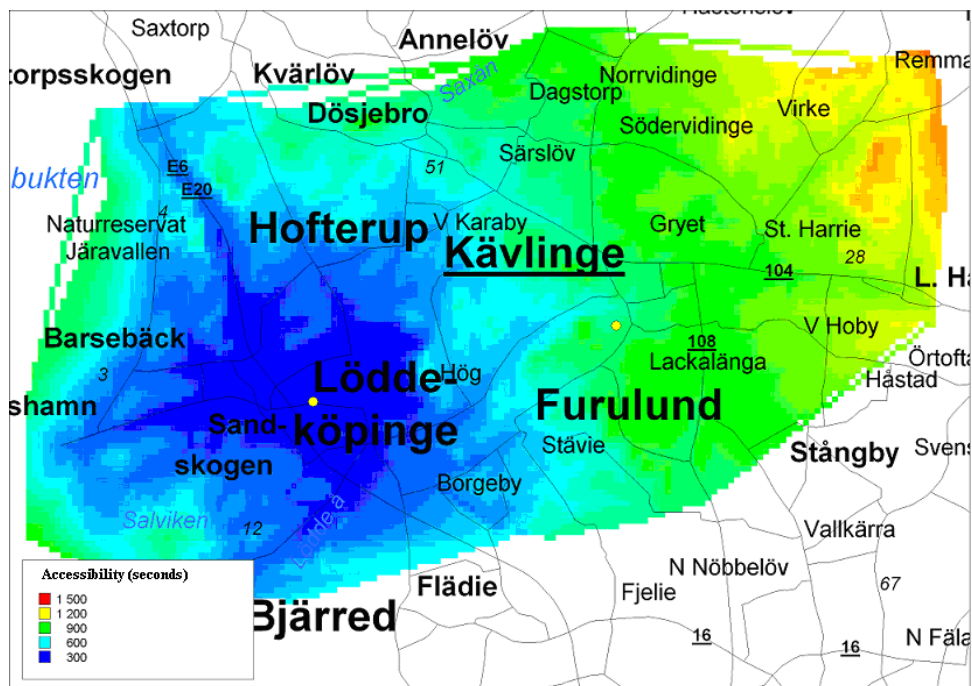 Hästenslöv
Saxtorp
Annelöv
Remma
torpsskogen
Kvärlöv
Saxån
Norrvidinge
Dagstorp
Virke
Dösjebro
Södervidinge
Särslöv
51
E6
E20
bukten
4
Naturreservat
Järavallen
Hofterup
V Karaby
Gryet
St. Harrie
Kävlinge
28
104
L. Ha
Barsebäck
V Hoby
108
Lackalänga
Örtofta
Håstad
3
Hög
Lödde-
köpinge
shamn
Sand-
skogen
Furulund
Stävie
Stångby
Svens
Borgeby
Salviken
12
Lödde å
Vallkärra
N Nöbbelöv
67
Flädie
Fjelie
Bjärred
16
16
N Fäla
Accessibility (seconds)
1 500
1 200
900
600
300